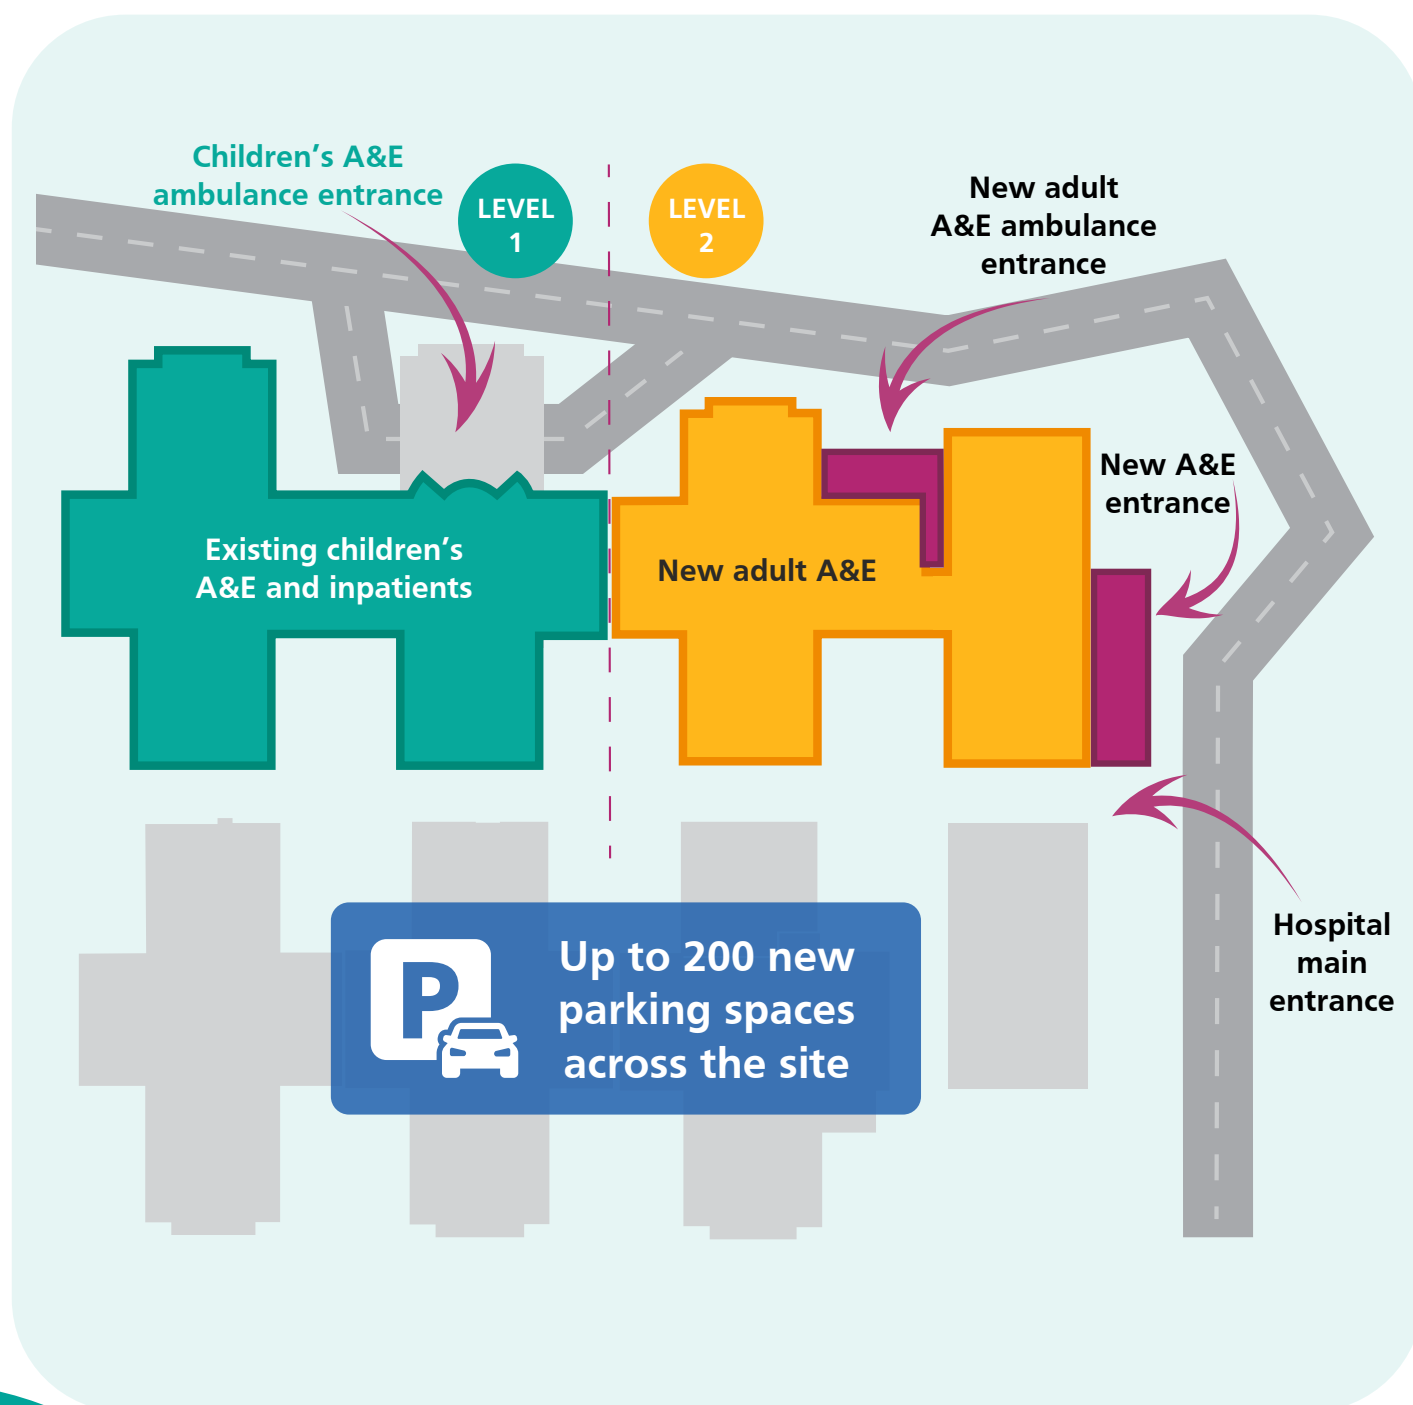 Children’s A&E
ambulance entrance
LEVEL
1
LEVEL
2
New adult
A&E ambulance
entrance
New A&E
entrance
Existing children’s
A&E and inpatients
New adult A&E
Hospital
main
entrance
P
Up to 200 new
parking spaces
across the site